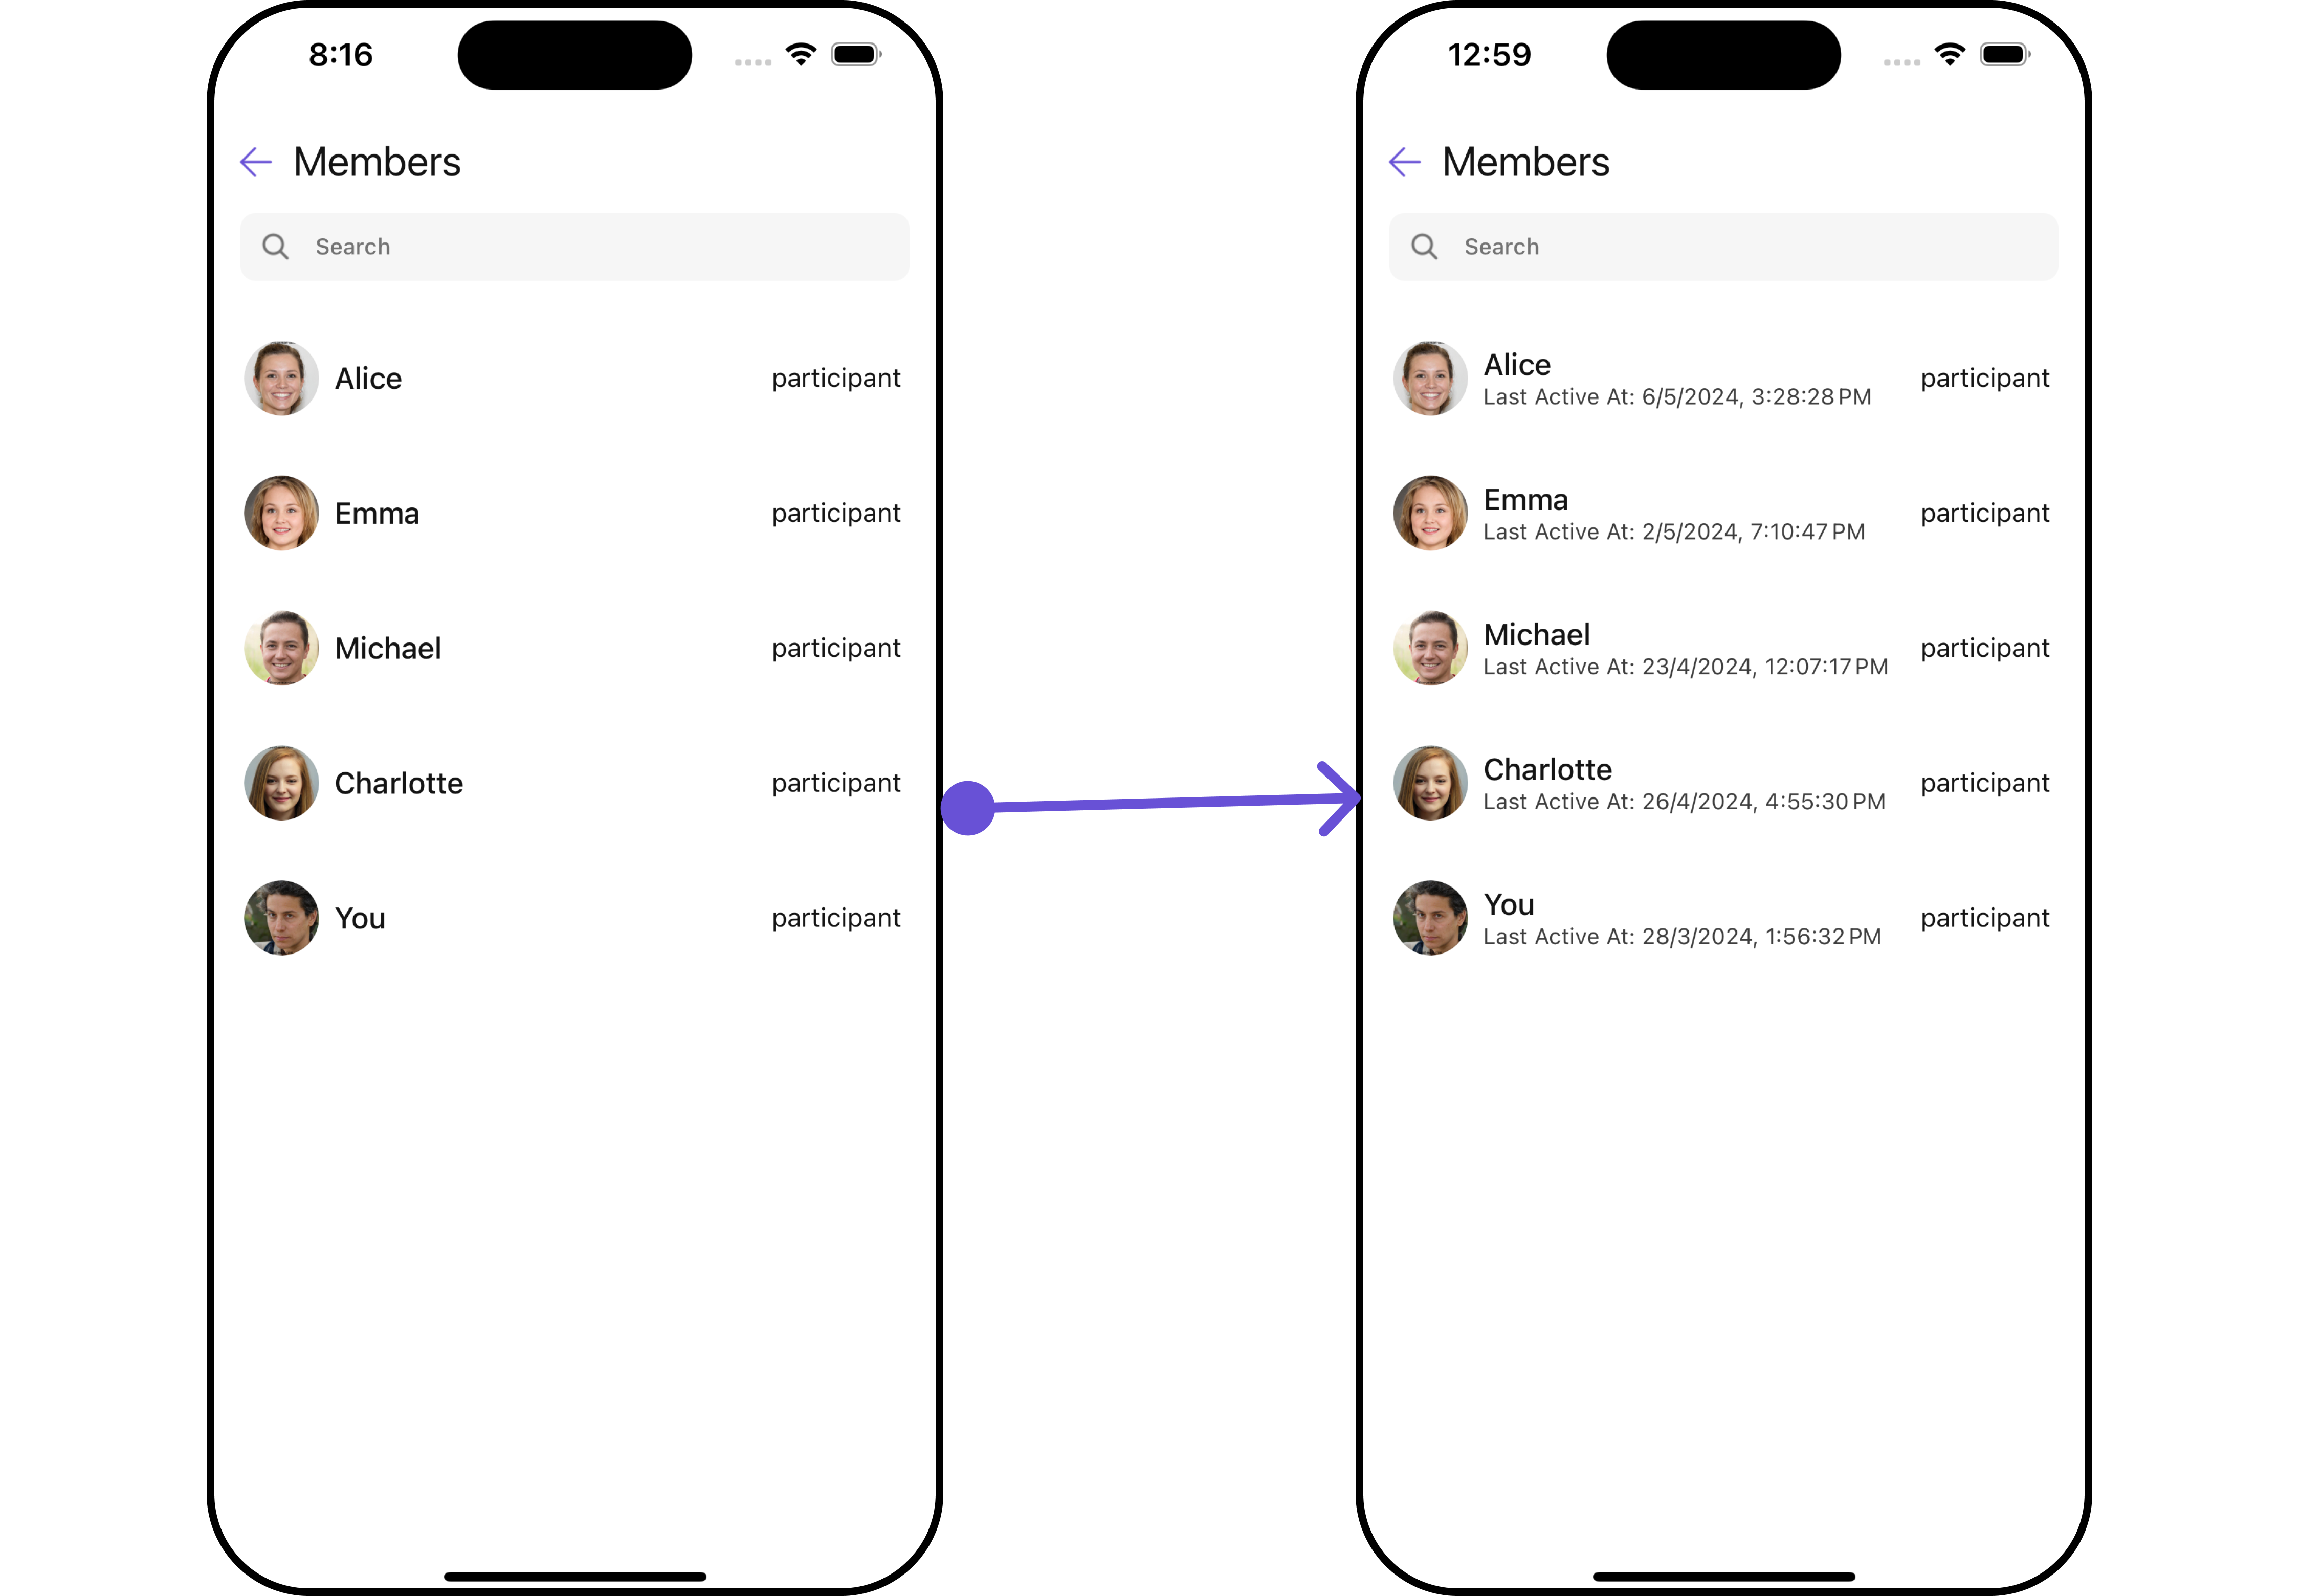 8:16
Members
Search
Alice
participant
Emma
participant
Michael
participant
Charlotte
participant
You
participant
12:59
Members
Search
Alice
Last Active At: 6/5/2024, 3:28:28 PM
participant
Emma
Last Active At: 2/5/2024, 7:10:47 PM
participant
Michael
Last Active At: 23/4/2024, 12:07:17 PM
participant
Charlotte
Last Active At: 26/4/2024, 4:55:30 PM
participant
You
Last Active At: 28/3/2024, 1:56:32 PM
participant